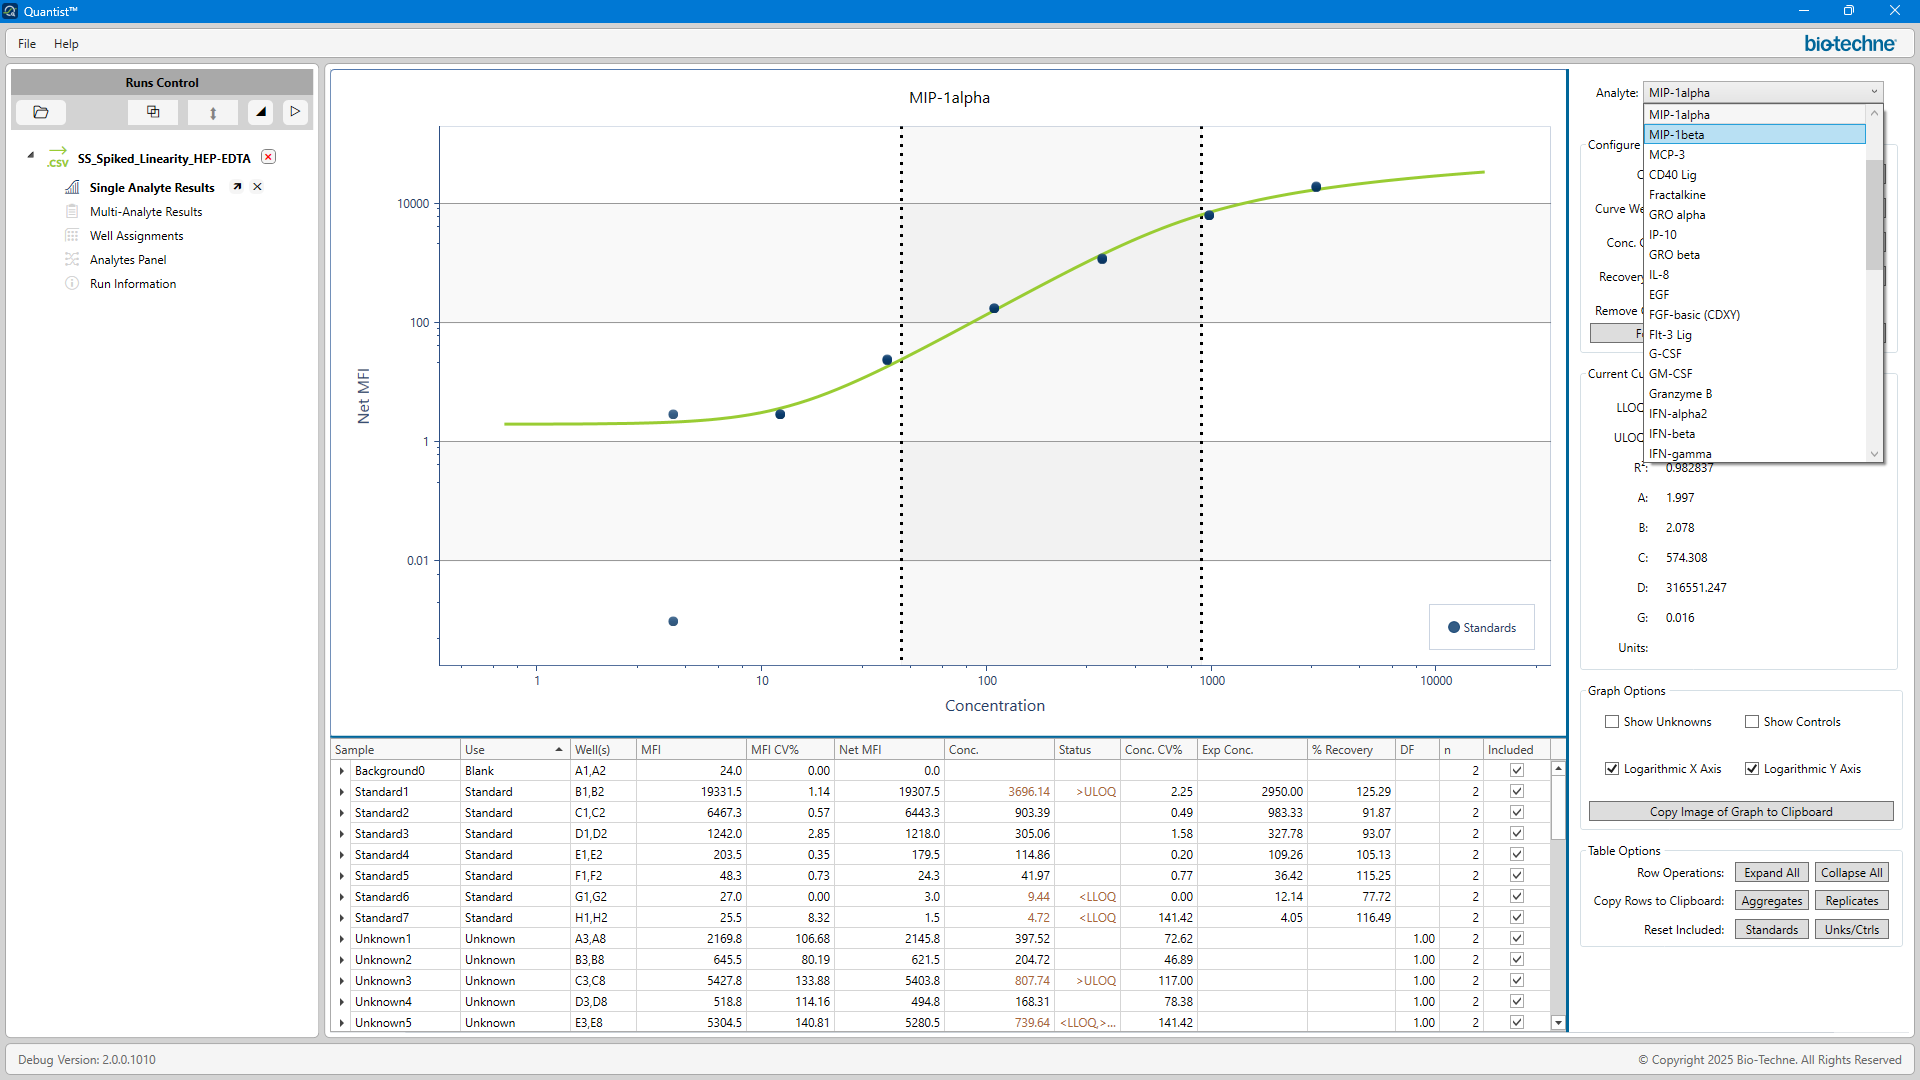 Quantist™
File Help
bio-techne
Runs Control
.CSV SS_Spiked_Linearity_HEP-EDTA
Single Analyte Results
Multi-Analyte Results
Well Assignments
Analytes Panel
Run Information
MIP-1alpha
Net MFI
10000
100
1
0.01
1 10 100 1000 10000
Concentration
Standards
Analyte: MIP-1alpha
MIP-1alpha
MIP-1beta
MCP-3
CD40 Lig
Fractalkine
GRO alpha
IP-10
GRO beta
IL-8
EGF
FGF-basic (CDXY)
Flt-3 Lig
G-CSF
GM-CSF
Granzyme B
IFN-alpha2
IFN-beta
IFN-gamma
Configure
Curve We
Conc. 
Recovery
Remove
Current Cu
LLOQ
ULOQ
R²: 0.982837
A: 1.997
B: 2.078
C: 574.308
D: 316551.247
G: 0.016
Units:
Graph Options
Show Unknowns Show Controls
Logarithmic X Axis Logarithmic Y Axis
Copy Image of Graph to Clipboard
Table Options
Row Operations: Expand All Collapse All
Copy Rows to Clipboard: Aggregates Replicates
Reset Included: Standards Unks/Ctrls
Sample Use Well(s) MFI MFI CV% Net MFI Conc. Status Conc. CV% Exp Conc. % Recovery DF n Included
Background0 Blank A1,A2 24.0 0.00 0.0 2
Standard1 Standard B1,B2 19331.5 1.14 19307.5 3696.14 >ULOQ 2.25 2950.00 125.29 2
Standard2 Standard C1,C2 6467.3 0.57 6443.3 903.39 0.49 983.33 91.87 2
Standard3 Standard D1,D2 1242.0 2.85 1218.0 305.06 1.58 327.78 93.07 2
Standard4 Standard E1,E2 203.5 0.35 179.5 114.86 0.20 109.26 105.13 2
Standard5 Standard F1,F2 48.3 0.73 24.3 41.97 0.77 36.42 115.25 2
Standard6 Standard G1,G2 27.0 0.00 3.0 9.44 <LLOQ 0.00 12.14 77.72 2
Standard7 Standard H1,H2 25.5 8.32 1.5 4.72 <LLOQ 141.42 4.05 116.49 2
Unknown1 Unknown A3,A8 2169.8 106.68 2145.8 397.52 72.62 1.00 2
Unknown2 Unknown B3,B8 645.5 80.19 621.5 204.72 46.89 1.00 2
Unknown3 Unknown C3,C8 5427.8 133.88 5403.8 807.74 >ULOQ 117.00 1.00 2
Unknown4 Unknown D3,D8 518.8 114.16 494.8 168.31 78.38 1.00 2
Unknown5 Unknown E3,E8 5304.5 140.81 5280.5 739.64 <LLOQ,>... 141.42 1.00 2
Debug Version: 2.0.0.1010
© Copyright 2025 Bio-Techne. All Rights Reserved